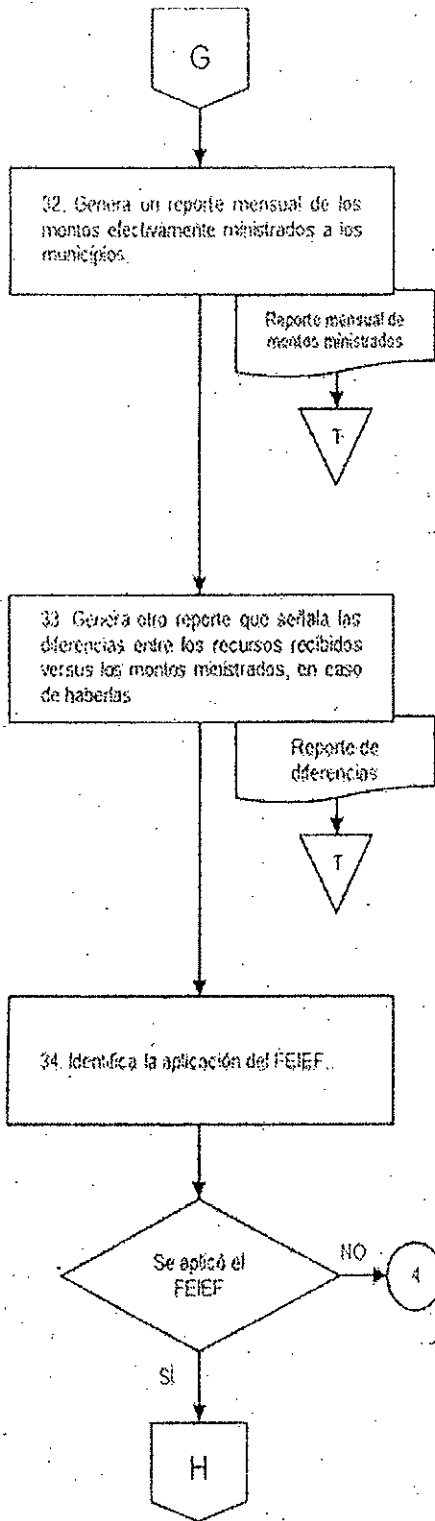 G
32. Genera un reporte mensual de los
montos efectivamente ministrados a los
municipios.
Reporte mensual de
montos ministrados
T
33. Genera otro reporte que señala las
diferencias entre los recursos recibidos
versus los montos ministrados, en caso
de haberlas
Reporte de
diferencias
T
34. Identifica la aplicación del FEIEF.
Se aplicó el
FEIEF
NO
4
SÍ
H